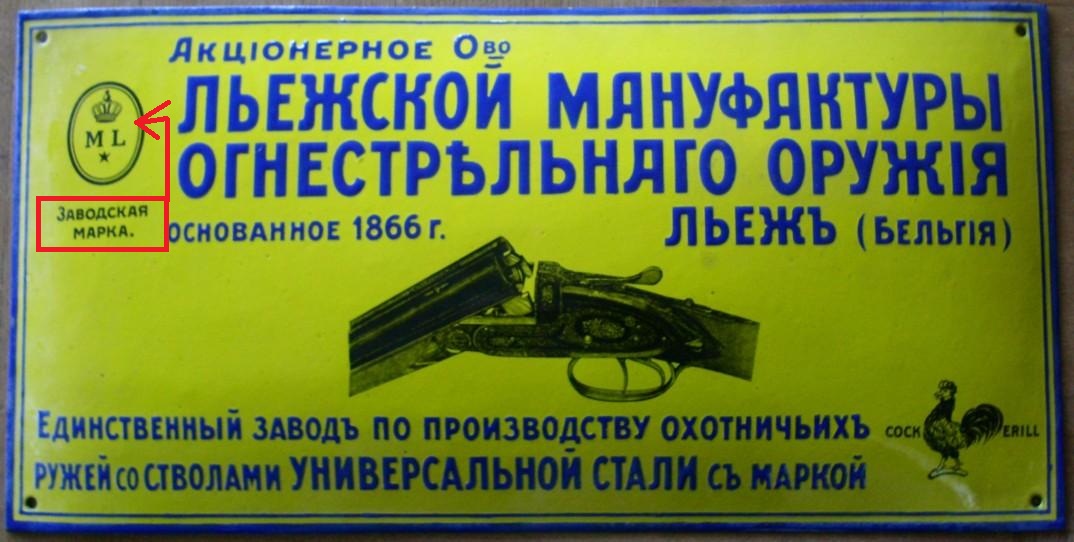 Акціонерное Ово
ЛЬЕЖСКОЙ МАНУФАКТУРЫ
ОГНЕСТРѢЛЬНАГО ОРУЖІЯ
M L
ЗАВОДСКАЯ
МАРКА.
ОСНОВАННОЕ 1866 г.
ЛЬЕЖЪ (БЕЛЬГІЯ)
ЕДИНСТВЕННЫЙ ЗАВОДЪ ПО ПРОИЗВОДСТВУ ОХОТНИЧЬИХЪ
РУЖЕЙ СО СТВОЛАМИ УНИВЕРСАЛЬНОЙ СТАЛИ СЪ МАРКОЙ
COCK ERILL